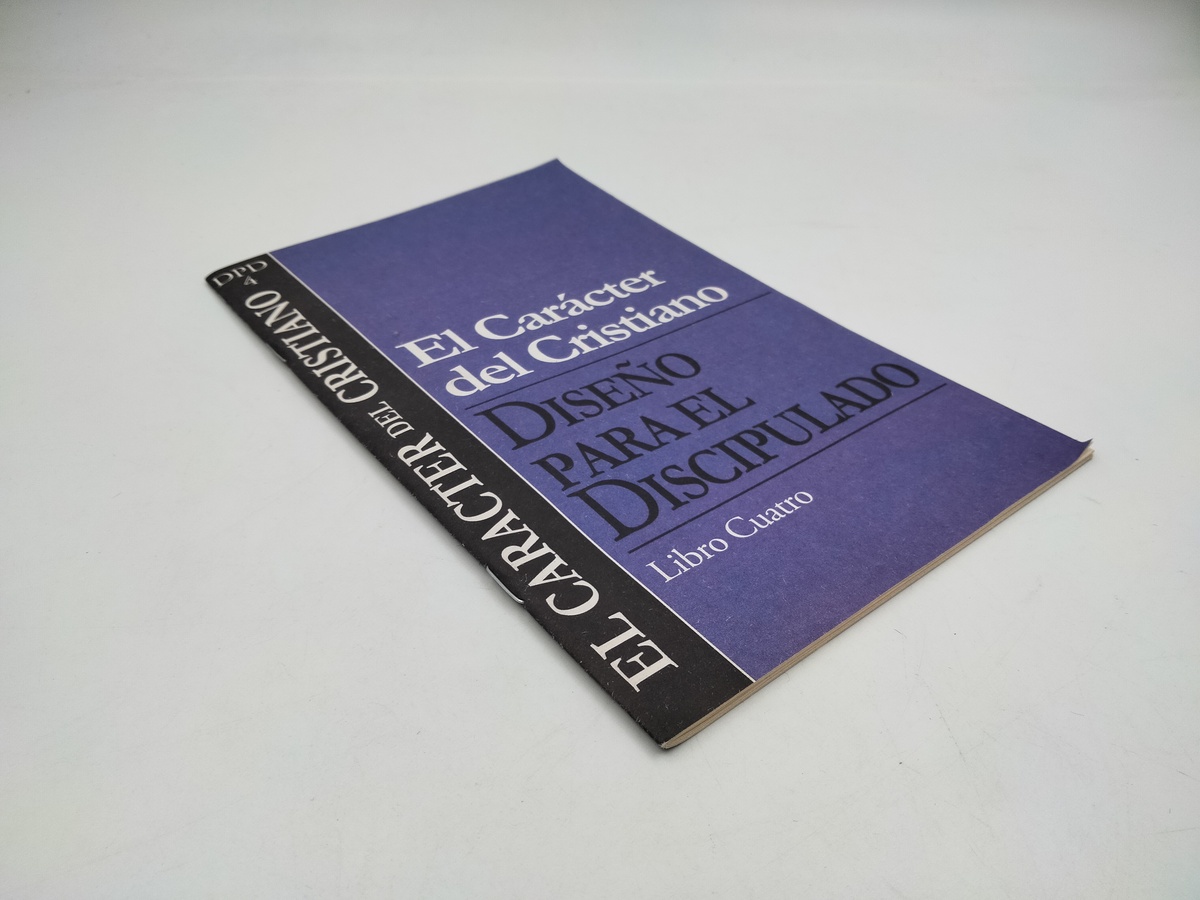 DPD
4
EL CARÁCTER DEL CRISTIANO
El Carácter
del Cristiano
DISEÑO
PARA EL
DISCIPULADO
Libro Cuatro